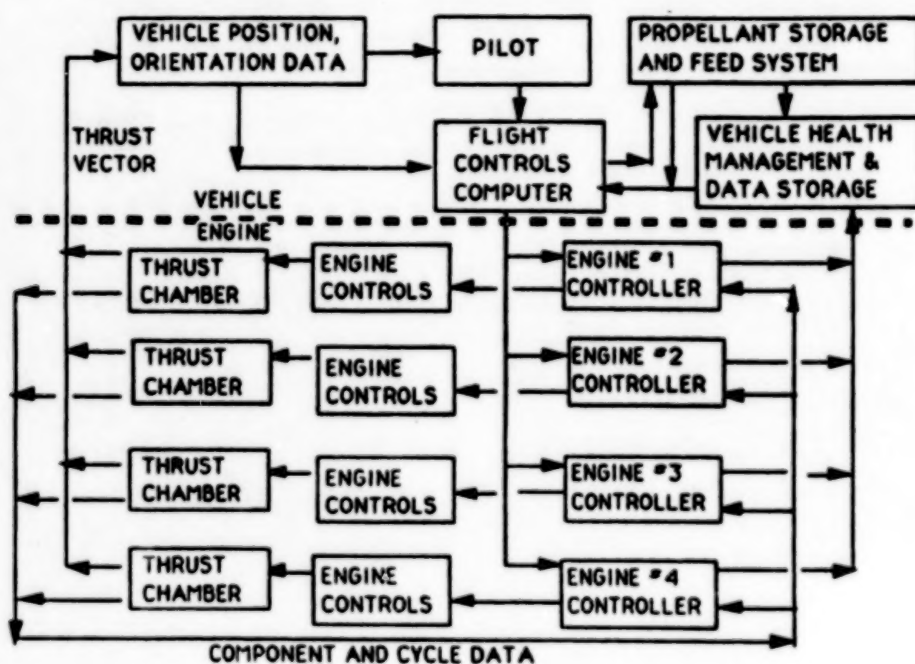 VEHICLE POSITION,
ORIENTATION DATA
PILOT
PROPELLANT STORAGE
AND FEED SYSTEM
THRUST
VECTOR
FLIGHT
CONTROLS
COMPUTER
VEHICLE HEALTH
MANAGEMENT &
DATA STORAGE
VEHICLE
ENGINE
THRUST
CHAMBER
ENGINE
CONTROLS
ENGINE #1
CONTROLLER
THRUST
CHAMBER
ENGINE
CONTROLS
ENGINE #2
CONTROLLER
THRUST
CHAMBER
ENGINE
CONTROLS
ENGINE #3
CONTROLLER
THRUST
CHAMBER
ENGINE
CONTROLS
ENGINE #4
CONTROLLER
COMPONENT AND CYCLE DATA